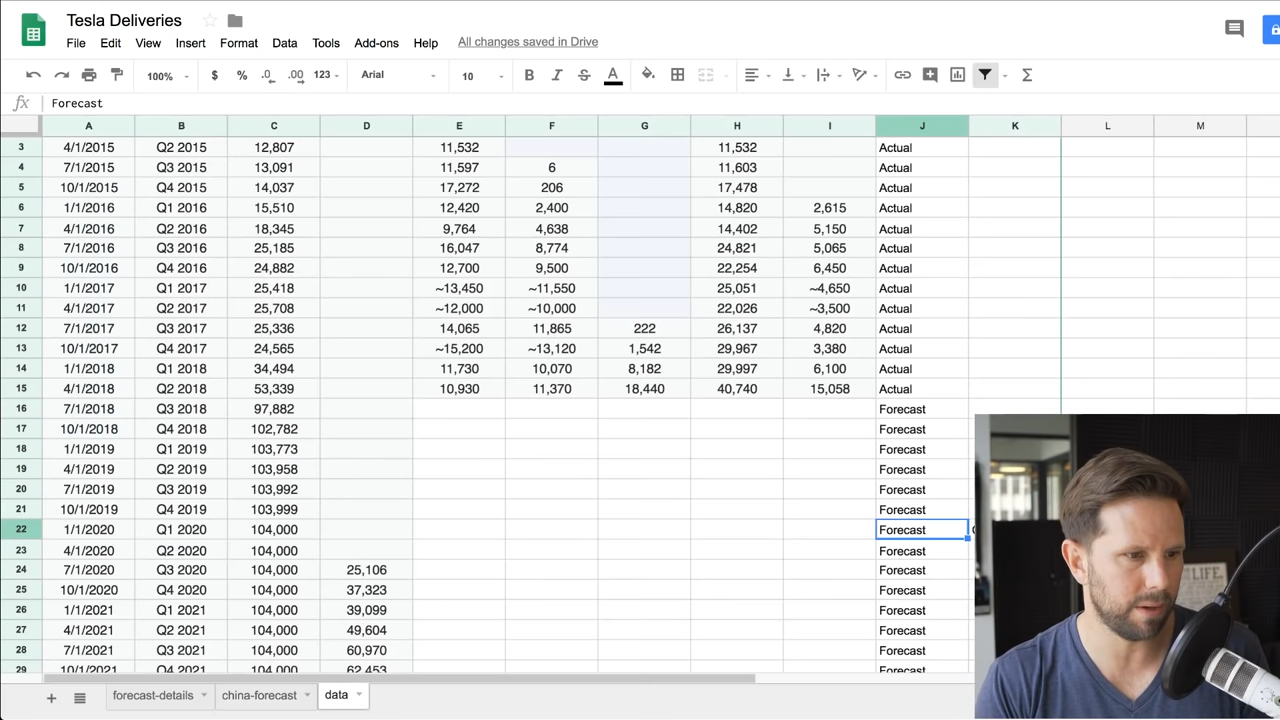 Tesla Deliveries
File Edit View Insert Format Data Tools Add-ons Help All changes saved in Drive
100% $ % .0 .00 123 Arial 10 B I S A Σ
fx Forecast
A B C D E F G H I J K L M
3 4/1/2015 Q2 2015 12,807 11,532 11,532 Actual
4 7/1/2015 Q3 2015 13,091 11,597 6 11,603 Actual
5 10/1/2015 Q4 2015 14,037 17,272 206 17,478 Actual
6 1/1/2016 Q1 2016 15,510 12,420 2,400 14,820 2,615 Actual
7 4/1/2016 Q2 2016 18,345 9,764 4,638 14,402 5,150 Actual
8 7/1/2016 Q3 2016 25,185 16,047 8,774 24,821 5,065 Actual
9 10/1/2016 Q4 2016 24,882 12,700 9,500 22,254 6,450 Actual
10 1/1/2017 Q1 2017 25,418 ~13,450 ~11,550 25,051 ~4,650 Actual
11 4/1/2017 Q2 2017 25,708 ~12,000 ~10,000 22,026 ~3,500 Actual
12 7/1/2017 Q3 2017 25,336 14,065 11,865 222 26,137 4,820 Actual
13 10/1/2017 Q4 2017 24,565 ~15,200 ~13,120 1,542 29,967 3,380 Actual
14 1/1/2018 Q1 2018 34,494 11,730 10,070 8,182 29,997 6,100 Actual
15 4/1/2018 Q2 2018 53,339 10,930 11,370 18,440 40,740 15,058 Actual
16 7/1/2018 Q3 2018 97,882 Forecast
17 10/1/2018 Q4 2018 102,782 Forecast
18 1/1/2019 Q1 2019 103,773 Forecast
19 4/1/2019 Q2 2019 103,958 Forecast
20 7/1/2019 Q3 2019 103,992 Forecast
21 10/1/2019 Q4 2019 103,999 Forecast
22 1/1/2020 Q1 2020 104,000 Forecast
23 4/1/2020 Q2 2020 104,000 Forecast
24 7/1/2020 Q3 2020 104,000 25,106 Forecast
25 10/1/2020 Q4 2020 104,000 37,323 Forecast
26 1/1/2021 Q1 2021 104,000 39,099 Forecast
27 4/1/2021 Q2 2021 104,000 49,604 Forecast
28 7/1/2021 Q3 2021 104,000 60,970 Forecast
29 10/1/2021 Q4 2021 104,000 62,453 Forecast
LIFE.
+ forecast-details china-forecast data